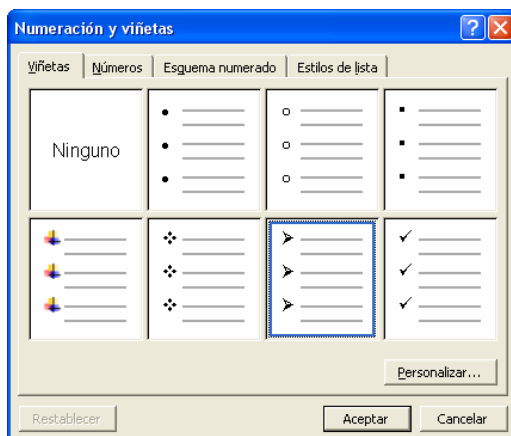 Numeración y viñetas
Viñetas Números Esquema numerado Estilos de lista
Ninguno
Personalizar...
Restablecer Aceptar Cancelar